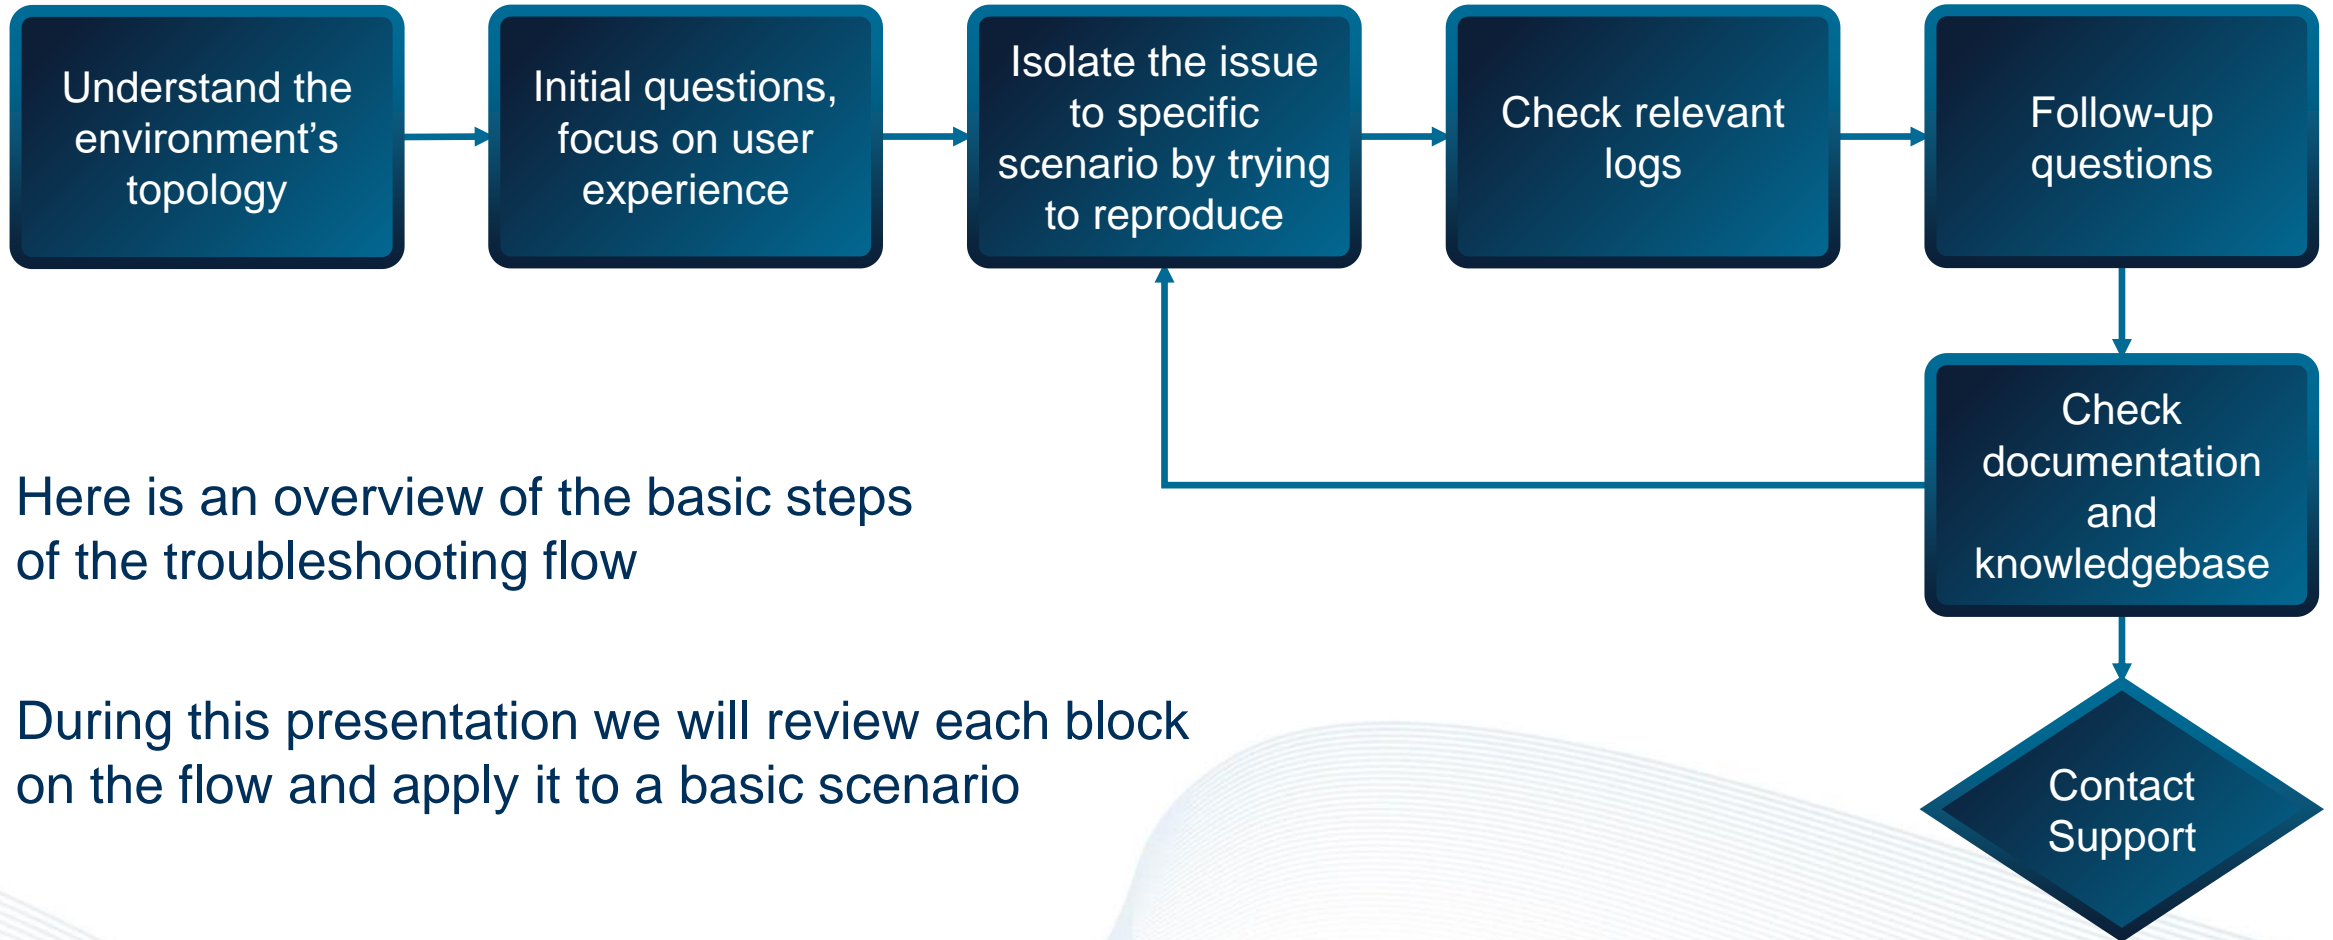 Understand the
environment’s
topology
Initial questions,
focus on user
experience
Isolate the issue
to specific
scenario by trying
to reproduce
Check relevant
logs
Follow-up
questions
Check
documentation
and
knowledgebase
Contact
Support
Here is an overview of the basic steps
of the troubleshooting flow
During this presentation we will review each block
on the flow and apply it to a basic scenario